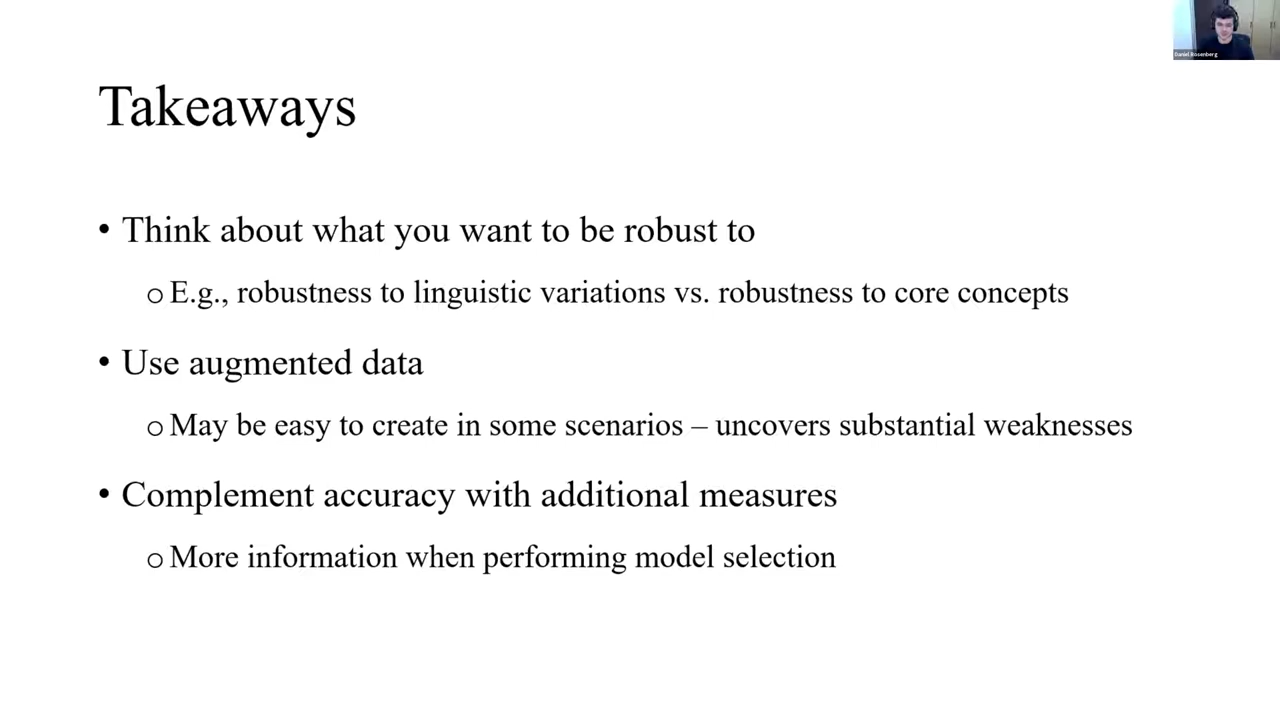 Daniel Rosenberg
Takeaways
• Think about what you want to be robust to
o E.g., robustness to linguistic variations vs. robustness to core concepts
• Use augmented data
o May be easy to create in some scenarios – uncovers substantial weaknesses
• Complement accuracy with additional measures
o More information when performing model selection